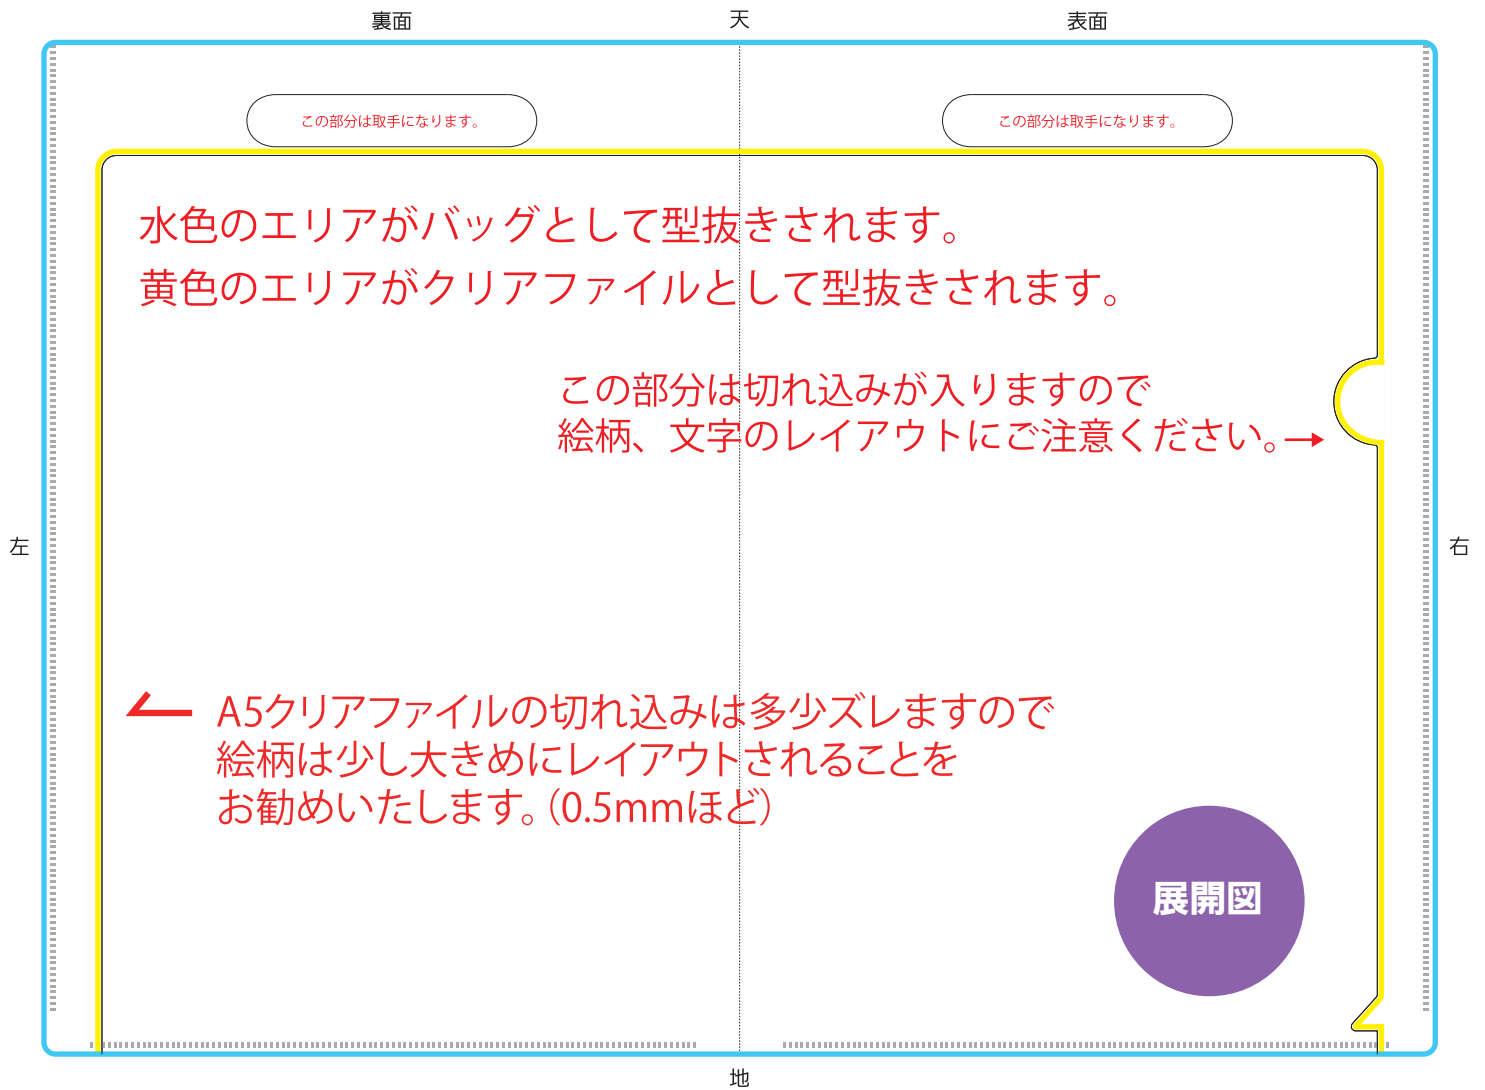 裏面
天
表面
この部分は取手になります。
この部分は取手になります。
水色のエリアがバッグとして型抜きされます。
黄色のエリアがクリアファイルとして型抜きされます。
この部分は切れ込みが入りますので
絵柄、文字のレイアウトにご注意ください。→
左
右
A5クリアファイルの切れ込みは多少ズレますので
絵柄は少し大きめにレイアウトされることを
お勧めいたします。(0.5mmほど)
展開図
地